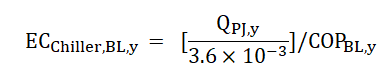 EC_Chiller,BL,y = [Q_PJ,y / 3.6 × 10⁻³]/COP_BL,y